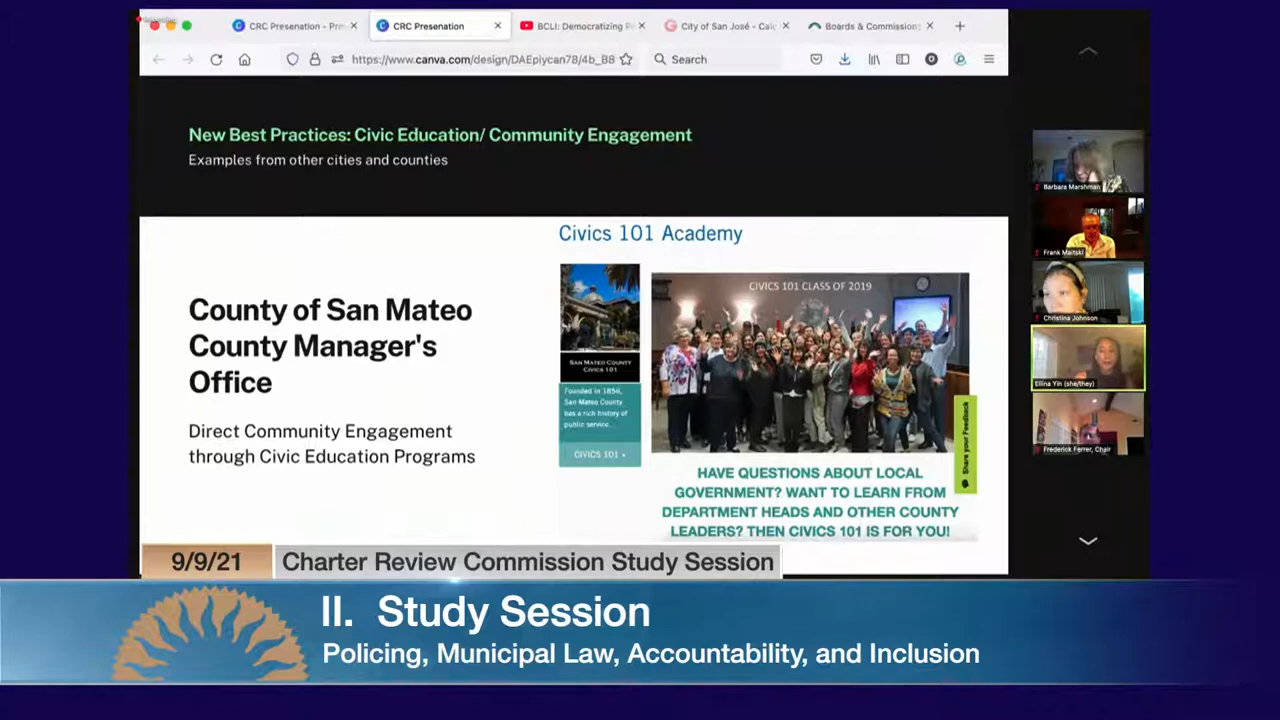 CRC Presenation - Pre
CRC Presenation
BCLI: Democratizing P
City of San José - Cal
Boards & Commission
https://www.canva.com/design/DAEpiycan78/4b_B8
Search
New Best Practices: Civic Education/ Community Engagement
Examples from other cities and counties
Civics 101 Academy
County of San Mateo
County Manager's
Office
Direct Community Engagement
through Civic Education Programs
SAN MATEO COUNTY
CIVICS 101
Founded in 1856,
San Mateo County
has a rich history of
public service...
CIVICS 101
CIVICS 101 CLASS OF 2019
Share your Feedback
HAVE QUESTIONS ABOUT LOCAL
GOVERNMENT? WANT TO LEARN FROM
DEPARTMENT HEADS AND OTHER COUNTY
LEADERS? THEN CIVICS 101 IS FOR YOU!
Barbara Marshman
Frank Maitski
Christina Johnson
Ellina Yin (she/they)
Frederick Ferrer, Chair
9/9/21
Charter Review Commission Study Session
II. Study Session
Policing, Municipal Law, Accountability, and Inclusion